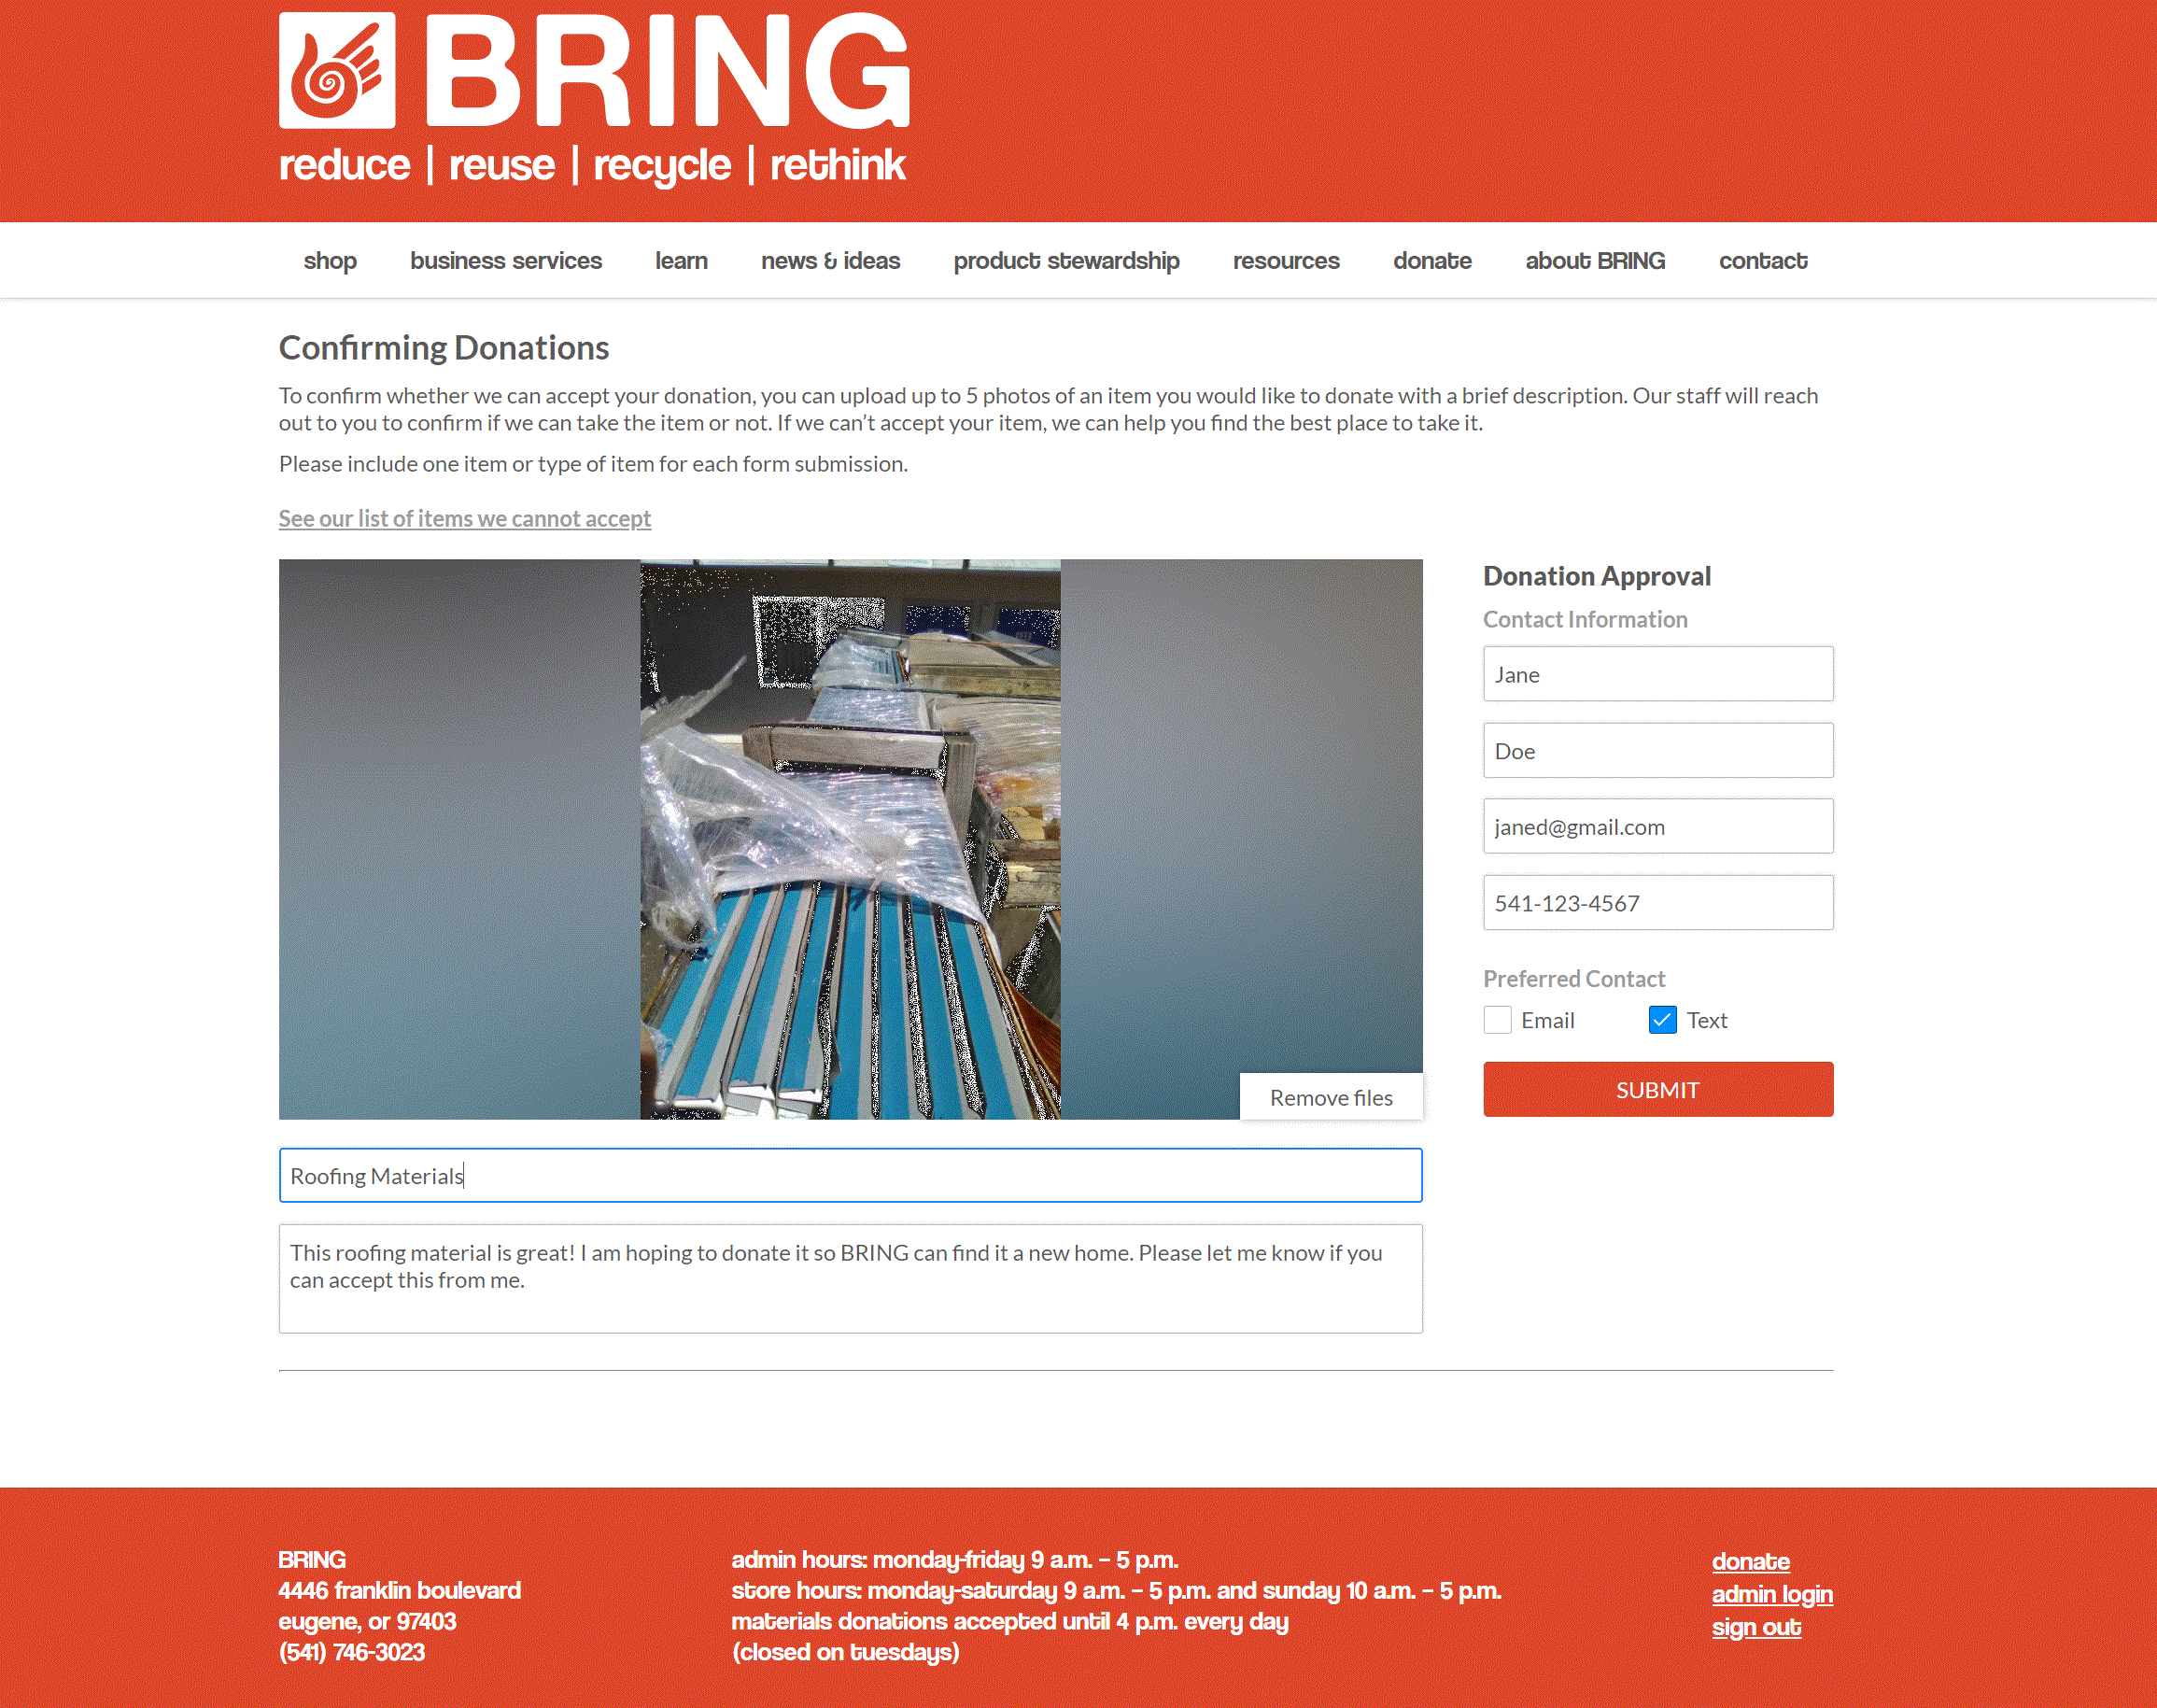 BRING
reduce | reuse | recycle | rethink
shop business services learn news & ideas product stewardship resources donate about BRING contact
Confirming Donations
To confirm whether we can accept your donation, you can upload up to 5 photos of an item you would like to donate with a brief description. Our staff will reach
out to you to confirm if we can take the item or not. If we can’t accept your item, we can help you find the best place to take it.
Please include one item or type of item for each form submission.
See our list of items we cannot accept
Remove files
Roofing Materials
This roofing material is great! I am hoping to donate it so BRING can find it a new home. Please let me know if you
can accept this from me.
Donation Approval
Contact Information
Jane
Doe
janed@gmail.com
541-123-4567
Preferred Contact
Email Text
SUBMIT
BRING
4446 franklin boulevard
eugene, or 97403
(541) 746-3023
admin hours: monday-friday 9 a.m. – 5 p.m.
store hours: monday-saturday 9 a.m. – 5 p.m. and sunday 10 a.m. – 5 p.m.
materials donations accepted until 4 p.m. every day
(closed on tuesdays)
donate
admin login
sign out